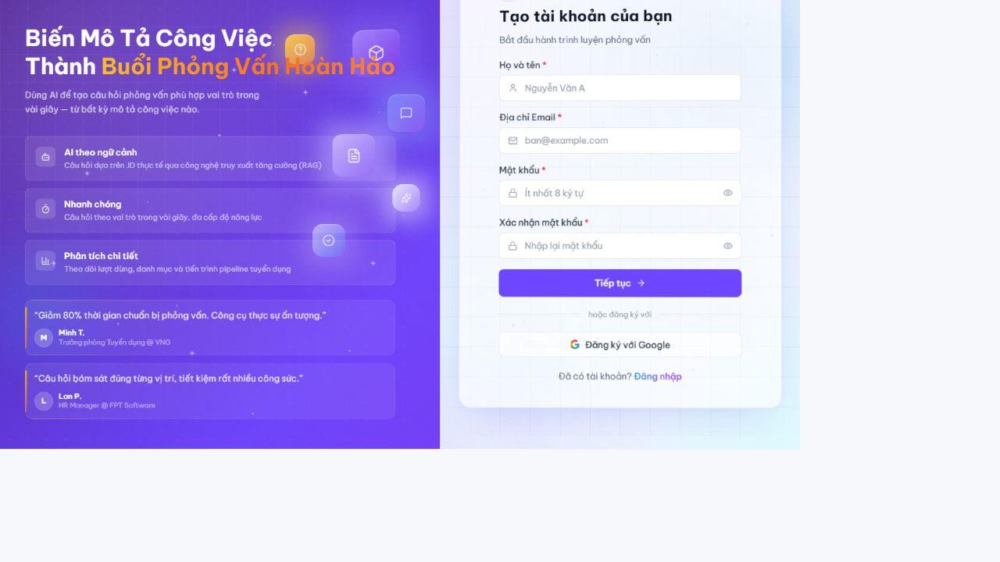 Biến Mô Tả Công Việc
Thành Buổi Phỏng Vấn Hoàn Hảo
Dùng AI để tạo câu hỏi phỏng vấn phù hợp vai trò trong
vài giây — từ bất kỳ mô tả công việc nào.
AI theo ngữ cảnh
Câu hỏi dựa trên JD thực tế qua công nghệ truy xuất tăng cường (RAG)
Nhanh chóng
Câu hỏi theo vai trò trong vài giây, đa cấp độ năng lực
Phân tích chi tiết
Theo dõi lượt dùng, danh mục và tiến trình pipeline tuyển dụng
“Giảm 80% thời gian chuẩn bị phỏng vấn. Công cụ thực sự ấn tượng.”
M
Minh T.
Trưởng phòng Tuyển dụng @ VNG
“Câu hỏi bám sát đúng từng vị trí, tiết kiệm rất nhiều công sức.”
L
Lan P.
HR Manager @ FPT Software
Tạo tài khoản của bạn
Bắt đầu hành trình luyện phỏng vấn
Họ và tên *
Nguyễn Văn A
Địa chỉ Email *
ban@example.com
Mật khẩu *
Ít nhất 8 ký tự
Xác nhận mật khẩu *
Nhập lại mật khẩu
Tiếp tục →
hoặc đăng ký với
Đăng ký với Google
Đã có tài khoản? Đăng nhập